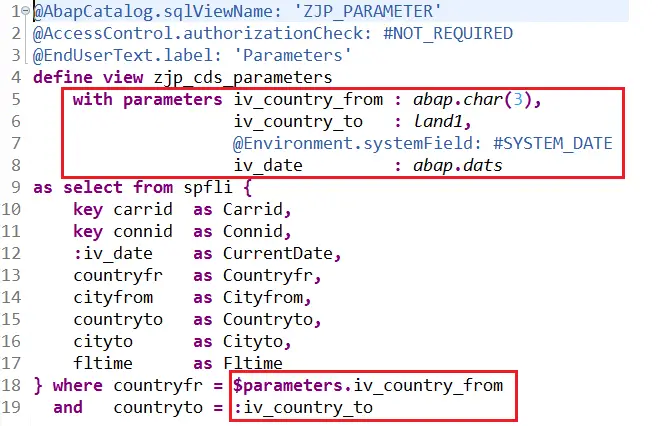 1 @AbapCatalog.sqlViewName: 'ZJP_PARAMETER'
2 @AccessControl.authorizationCheck: #NOT_REQUIRED
3 @EndUserText.label: 'Parameters'
4 define view zjp_cds_parameters
5     with parameters iv_country_from : abap.char(3),
6                     iv_country_to   : land1,
7                     @Environment.systemField: #SYSTEM_DATE
8                     iv_date         : abap.dats
9 as select from spfli {
10     key carrid  as Carrid,
11     key connid  as Connid,
12     :iv_date    as CurrentDate,
13     countryfr   as Countryfr,
14     cityfrom    as Cityfrom,
15     countryto   as Countryto,
16     cityto      as Cityto,
17     fltime      as Fltime
18 } where countryfr = $parameters.iv_country_from
19   and   countryto = :iv_country_to